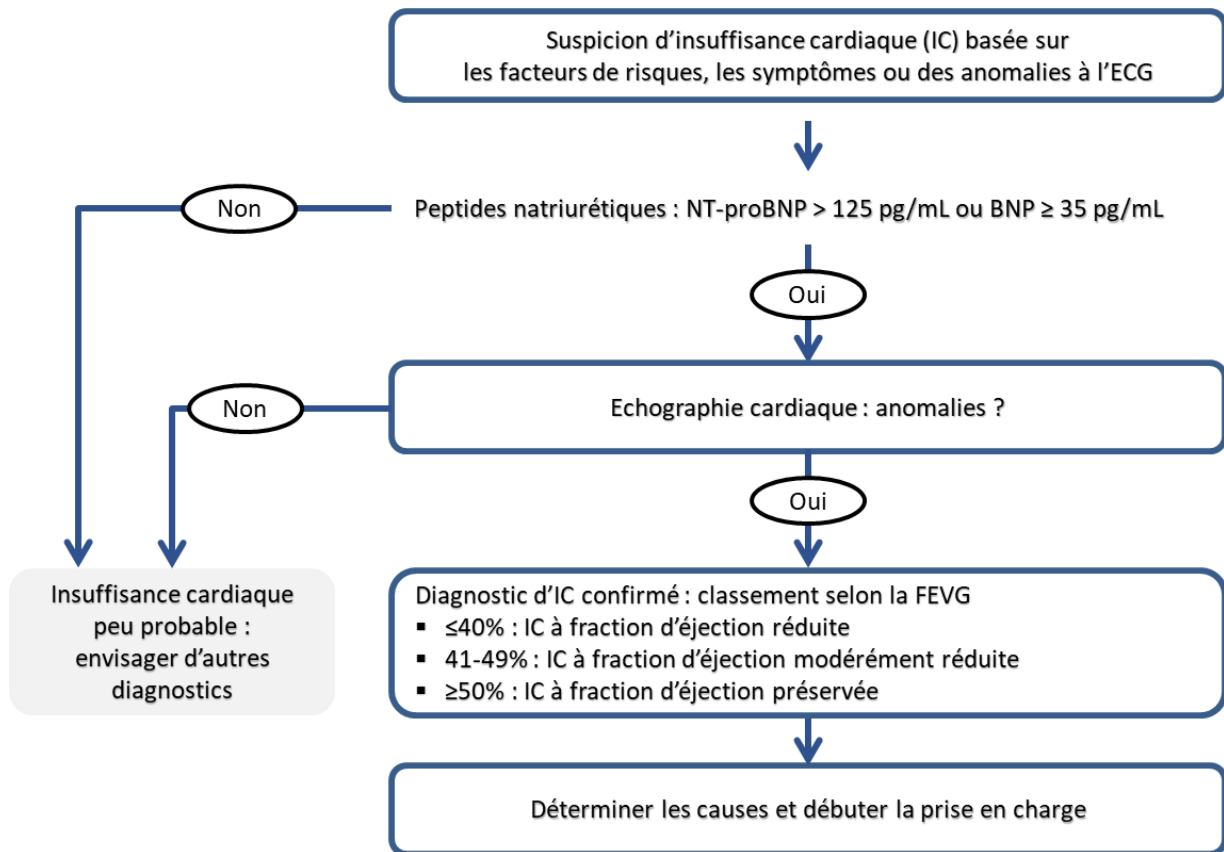 Suspicion d'insuffisance cardiaque (IC) basée sur
les facteurs de risques, les symptômes ou des anomalies à l'ECG
Non
Peptides natriurétiques : NT-proBNP > 125 pg/mL ou BNP ≥ 35 pg/mL
Oui
Non
Echographie cardiaque : anomalies ?
Oui
Insuffisance cardiaque
peu probable :
envisager d'autres
diagnostics
Diagnostic d'IC confirmé : classement selon la FEVG
▪ ≤40% : IC à fraction d'éjection réduite
▪ 41-49% : IC à fraction d'éjection modérément réduite
▪ ≥50% : IC à fraction d'éjection préservée
Déterminer les causes et débuter la prise en charge